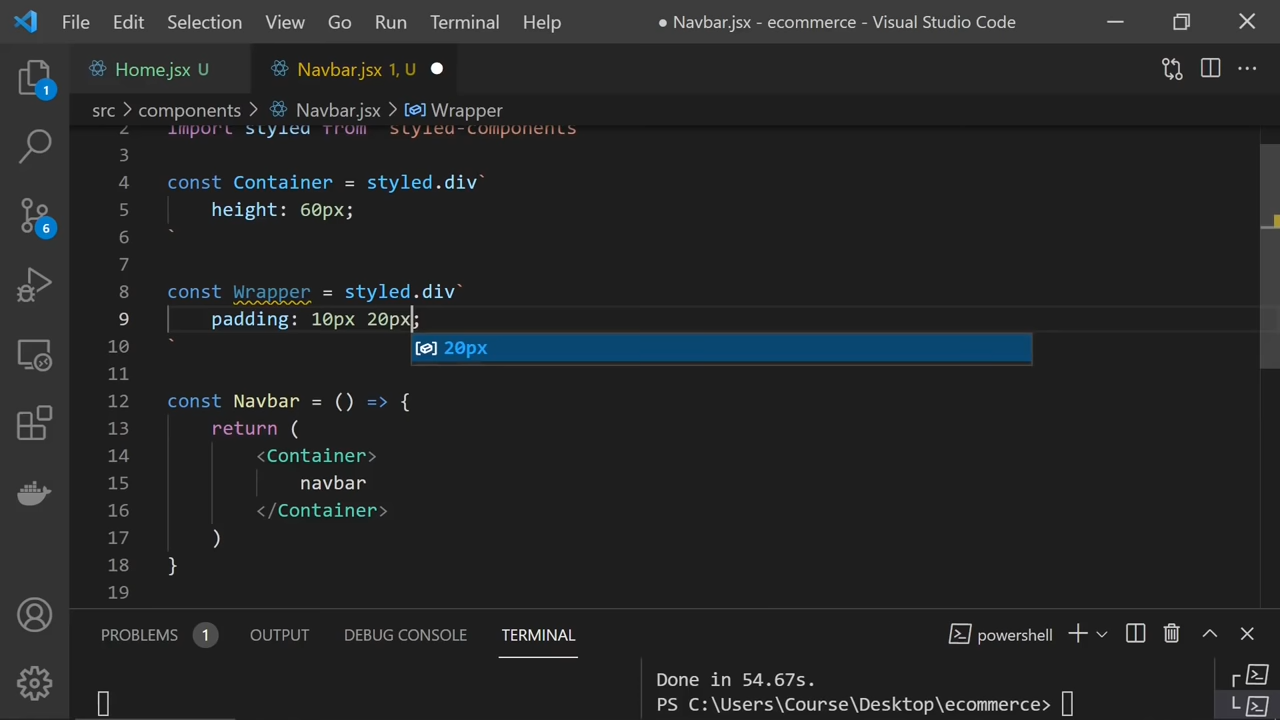 File Edit Selection View Go Run Terminal Help ● Navbar.jsx - ecommerce - Visual Studio Code
1
Home.jsx U Navbar.jsx 1, U
src > components > Navbar.jsx > Wrapper
2 import styled from "styled-components"
3
4 const Container = styled.div`
5 height: 60px;
6 `
7
8 const Wrapper = styled.div`
9 padding: 10px 20px;
20px
10 `
11
12 const Navbar = () => {
13 return (
14 <Container>
15 navbar
16 </Container>
17 )
18 }
19
6
PROBLEMS 1 OUTPUT DEBUG CONSOLE TERMINAL powershell
Done in 54.67s.
PS C:\Users\Course\Desktop\ecommerce>